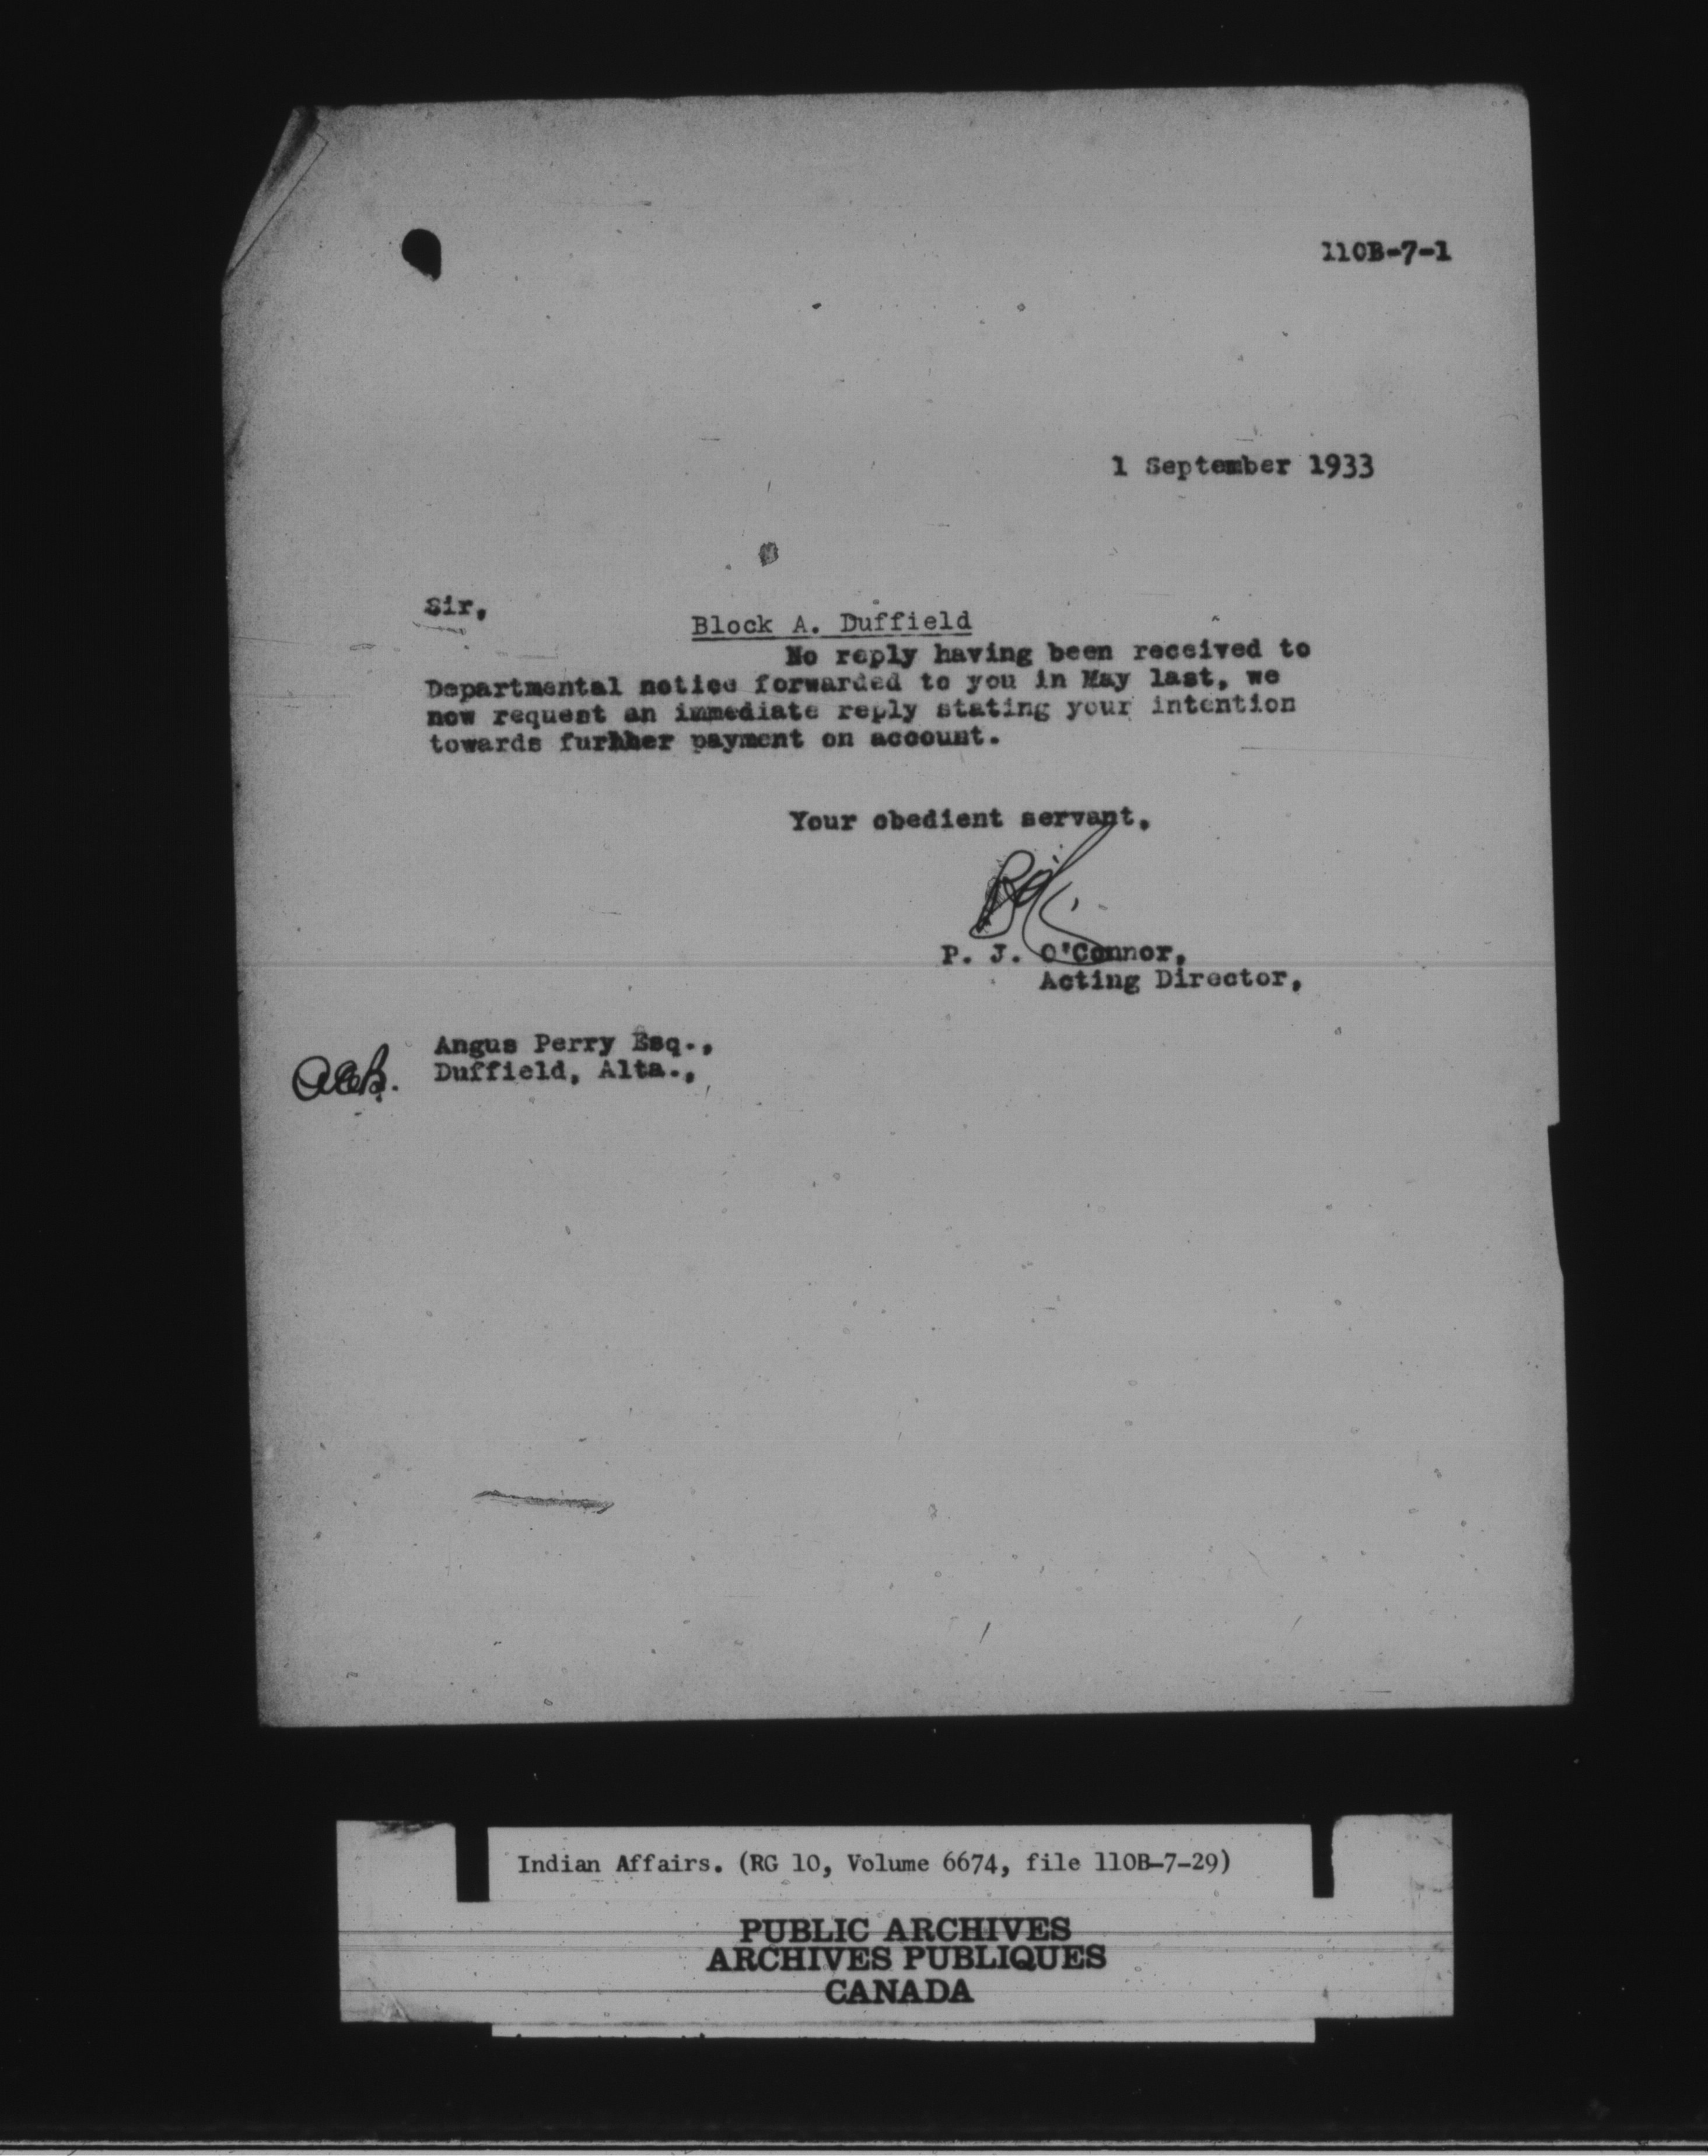 110B-7-1
1 September 1933
Sir,
Block A. Duffield
No reply having been received to
Departmental notice forwarded to you in May last, we
now request an immediate reply stating your intention
towards furhher payment on account.
Your obedient servant,
P. J. O'Connor,
Acting Director,
Angus Perry Esq.,
Duffield, Alta.,
Indian Affairs. (RG 10, Volume 6674, file 110B-7-29)
PUBLIC ARCHIVES
ARCHIVES PUBLIQUES
CANADA